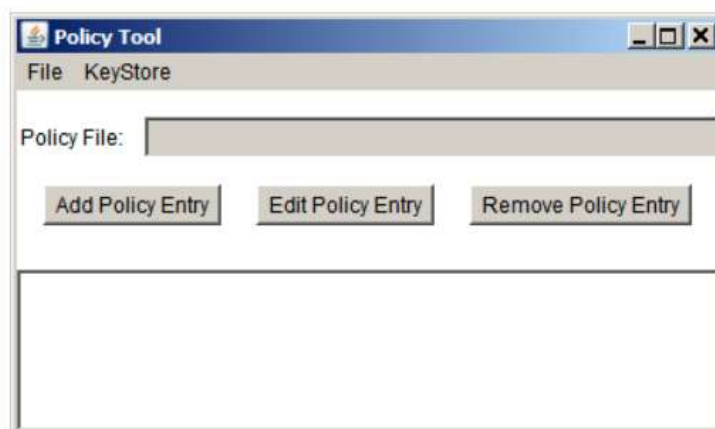 Policy Tool
File KeyStore
Policy File:
Add Policy Entry Edit Policy Entry Remove Policy Entry